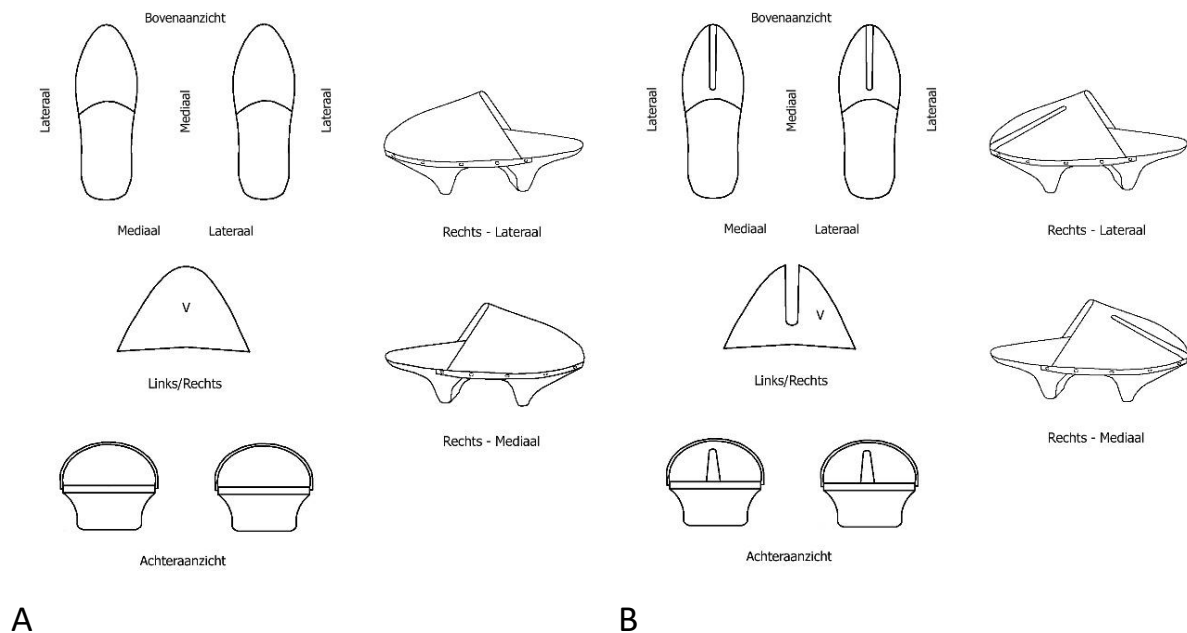 Bovenaanzicht
Lateraal
Mediaal
Lateraal
Mediaal
Lateraal
V
Links/Rechts
Achteraanzicht
Rechts - Lateraal
Rechts - Mediaal
A
Bovenaanzicht
Lateraal
Mediaal
Lateraal
Mediaal
Lateraal
V
Links/Rechts
Achteraanzicht
Rechts - Lateraal
Rechts - Mediaal
B